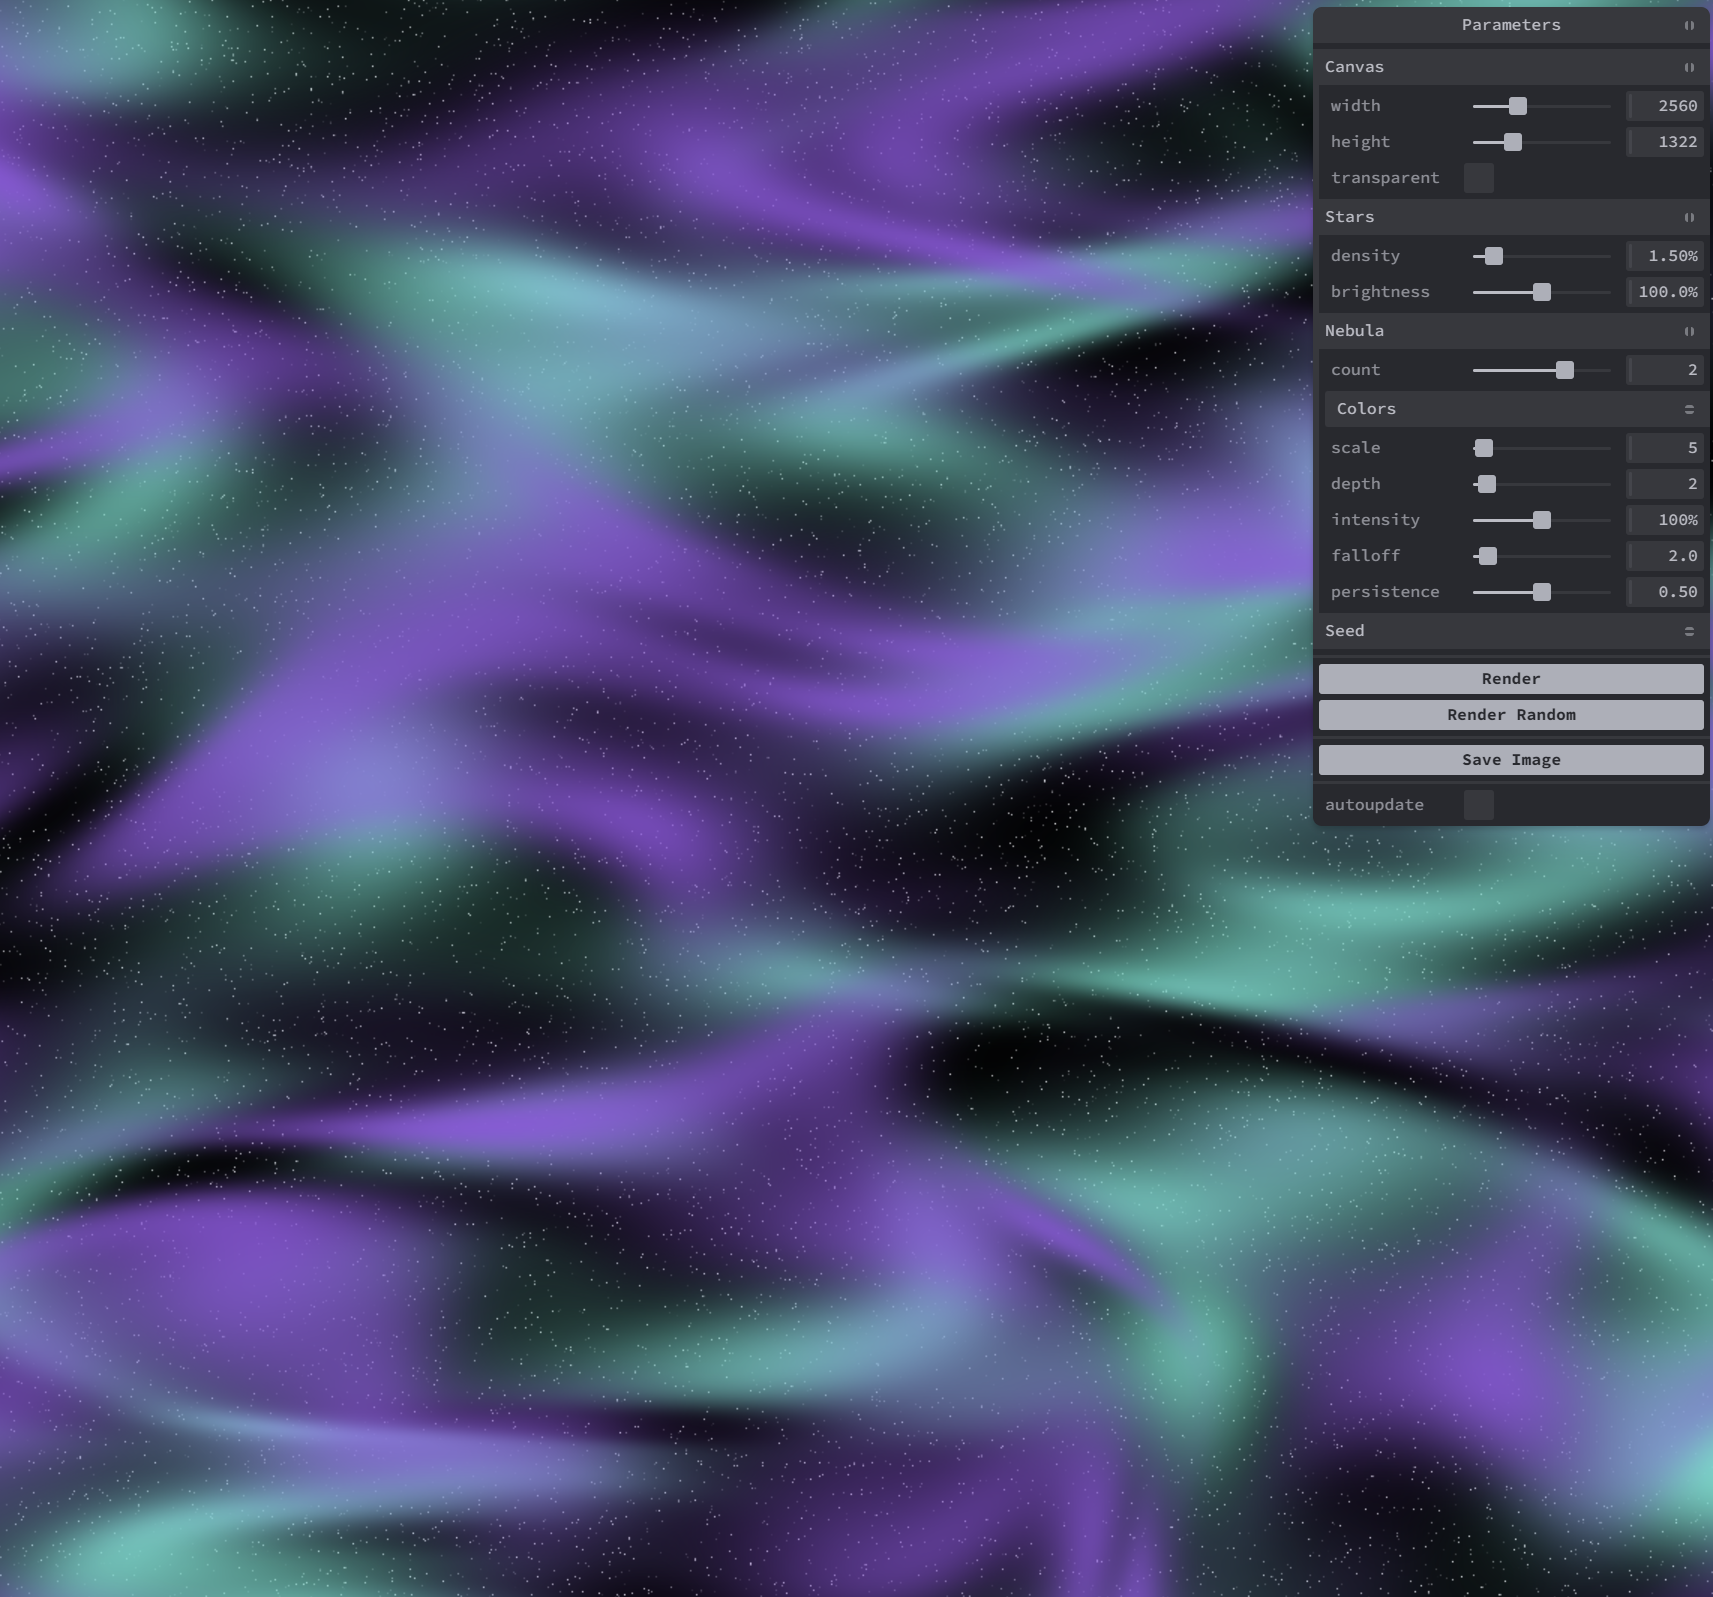 Parameters
Canvas
width 2560
height 1322
transparent
Stars
density 1.50%
brightness 100.0%
Nebula
count 2
Colors
scale 5
depth 2
intensity 100%
falloff 2.0
persistence 0.50
Seed
Render
Render Random
Save Image
autoupdate